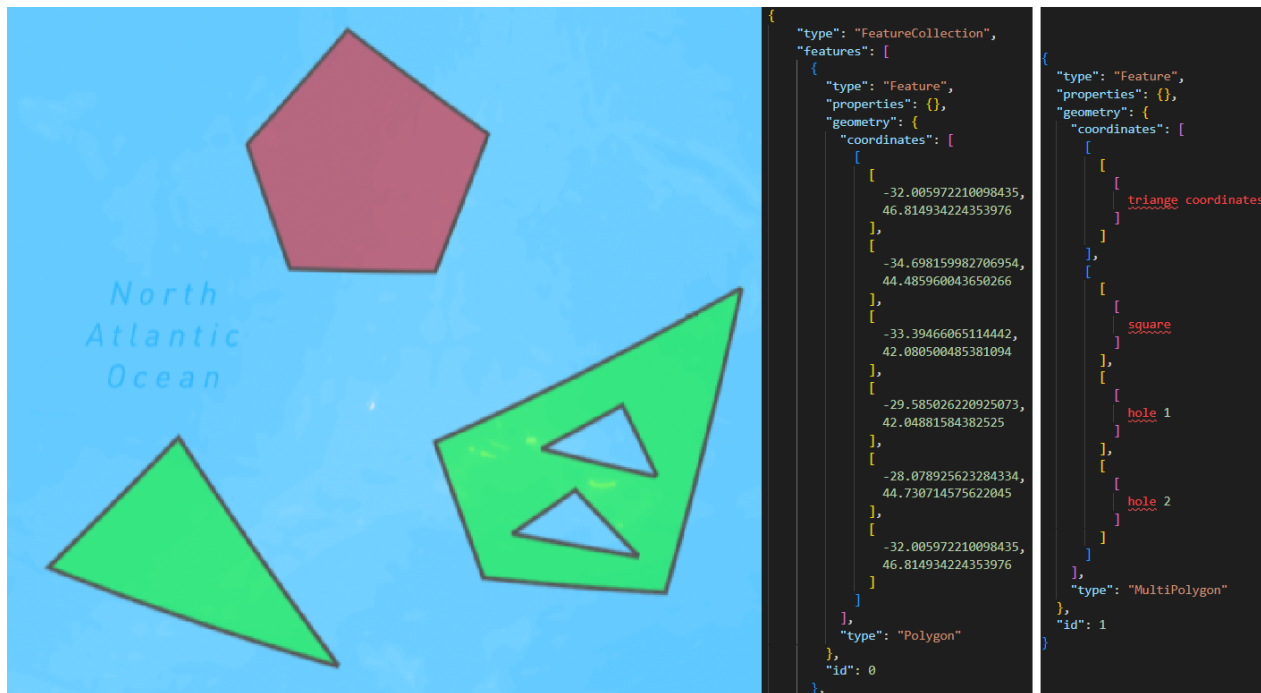 North
Atlantic
Ocean
{
"type": "FeatureCollection",
"features": [
{
"type": "Feature",
"properties": {},
"geometry": {
"coordinates": [
[
[
-32.005972210098435,
46.814934224353976
],
[
-34.698159982706954,
44.485960043650266
],
[
-33.39466065114442,
42.080500485381094
],
[
-29.585026220925073,
42.04881584382525
],
[
-28.078925623284334,
44.730714575622045
],
[
-32.005972210098435,
46.814934224353976
]
]
],
"type": "Polygon"
},
"id": 0
},
{
"type": "Feature",
"properties": {},
"geometry": {
"coordinates": [
[
[
[
triange coordinates
]
]
],
[
[
[
square
]
],
[
[
hole 1
]
],
[
[
hole 2
]
]
]
],
"type": "MultiPolygon"
},
"id": 1
}